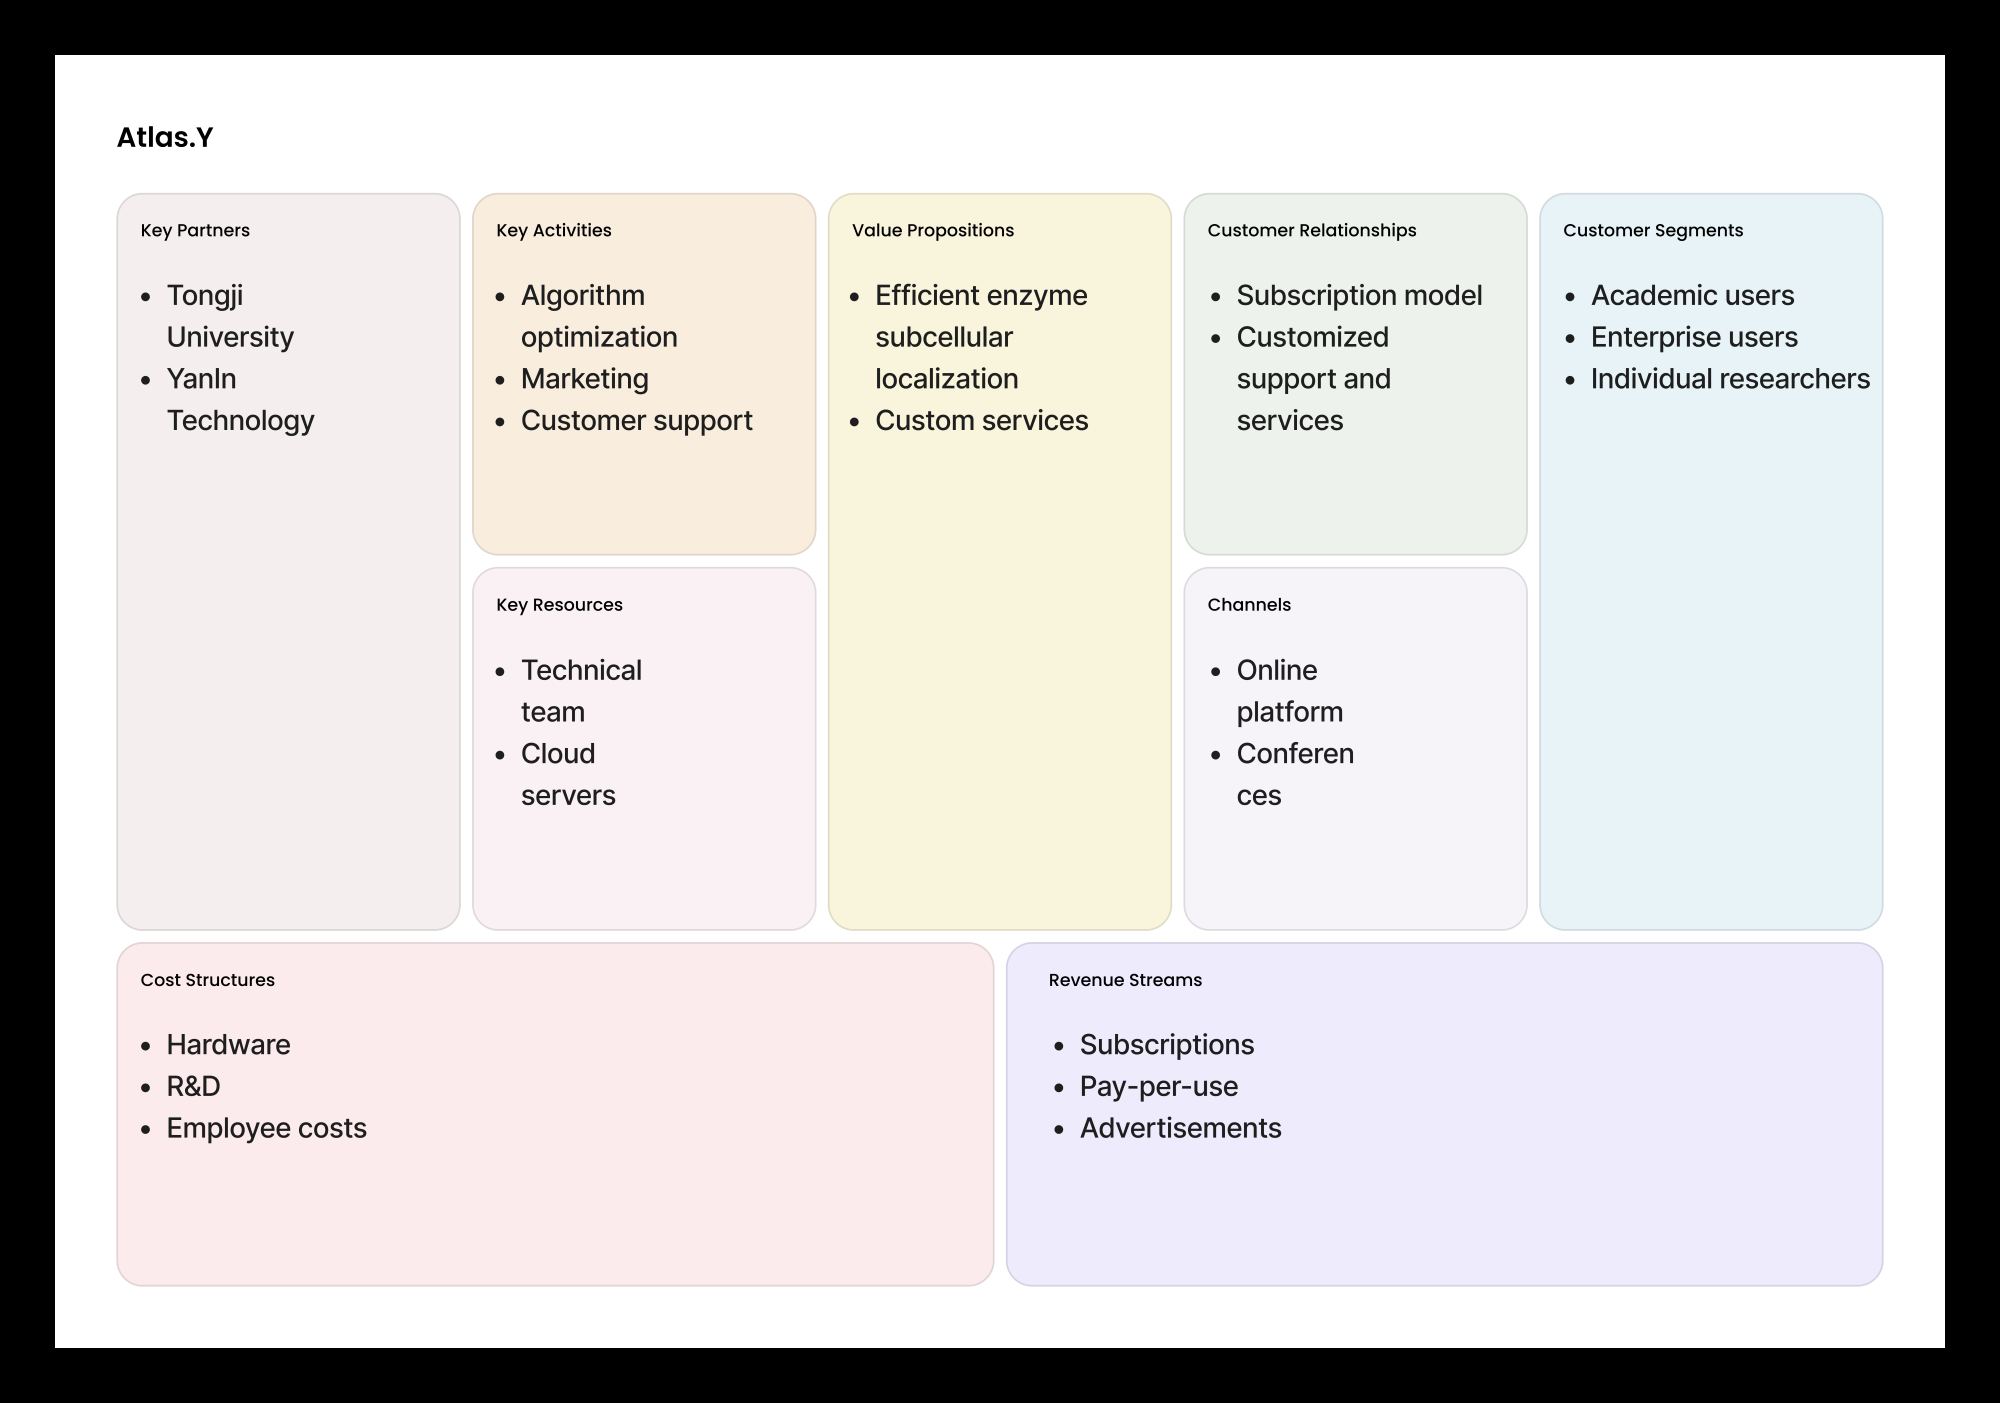 Atlas.Y
Key Partners
• Tongji
University
• YanIn
Technology
Key Activities
• Algorithm
optimization
• Marketing
• Customer support
Key Resources
• Technical
team
• Cloud
servers
Value Propositions
• Efficient enzyme
subcellular
localization
• Custom services
Customer Relationships
• Subscription model
• Customized
support and
services
Channels
• Online
platform
• Conferen
ces
Customer Segments
• Academic users
• Enterprise users
• Individual researchers
Cost Structures
• Hardware
• R&D
• Employee costs
Revenue Streams
• Subscriptions
• Pay-per-use
• Advertisements